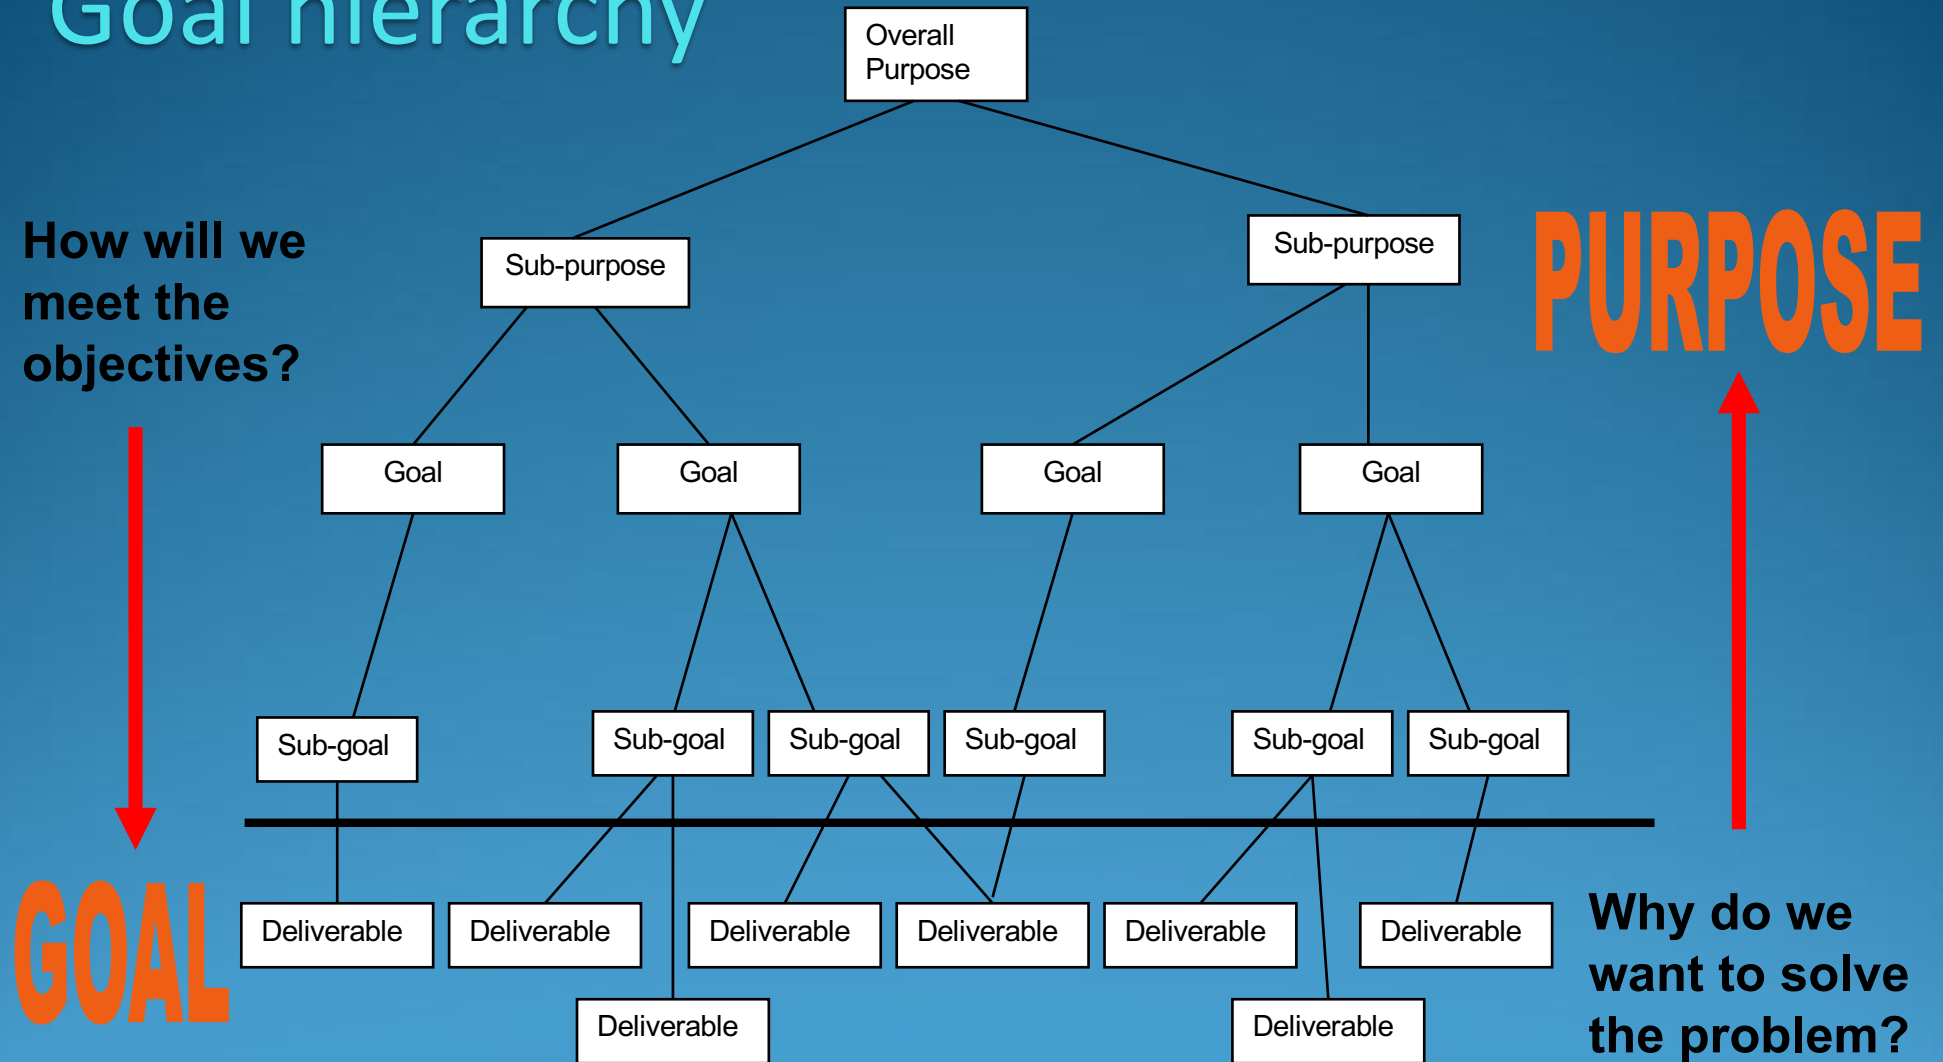 Goal hierarchy
Overall
Purpose
How will we
meet the
objectives?
Sub-purpose
Sub-purpose
PURPOSE
Goal
Goal
Goal
Goal
Sub-goal
Sub-goal
Sub-goal
Sub-goal
Sub-goal
Sub-goal
GOAL
Deliverable
Deliverable
Deliverable
Deliverable
Deliverable
Deliverable
Deliverable
Deliverable
Why do we
want to solve
the problem?